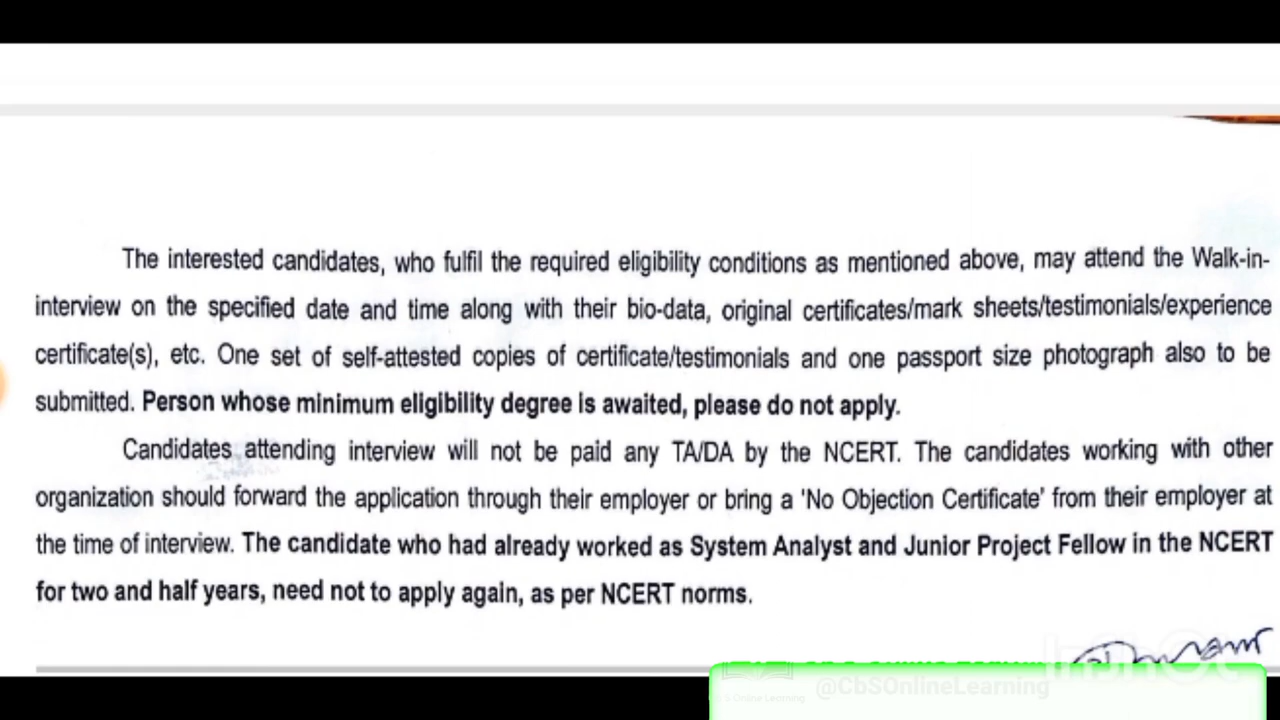 The interested candidates, who fulfil the required eligibility conditions as mentioned above, may attend the Walk-in-
interview on the specified date and time along with their bio-data, original certificates/mark sheets/testimonials/experience
certificate(s), etc. One set of self-attested copies of certificate/testimonials and one passport size photograph also to be
submitted. Person whose minimum eligibility degree is awaited, please do not apply.
Candidates attending interview will not be paid any TA/DA by the NCERT. The candidates working with other
organization should forward the application through their employer or bring a 'No Objection Certificate' from their employer at
the time of interview. The candidate who had already worked as System Analyst and Junior Project Fellow in the NCERT
for two and half years, need not to apply again, as per NCERT norms.
InShOt
S Online Learning
@CbSOnlineLearning